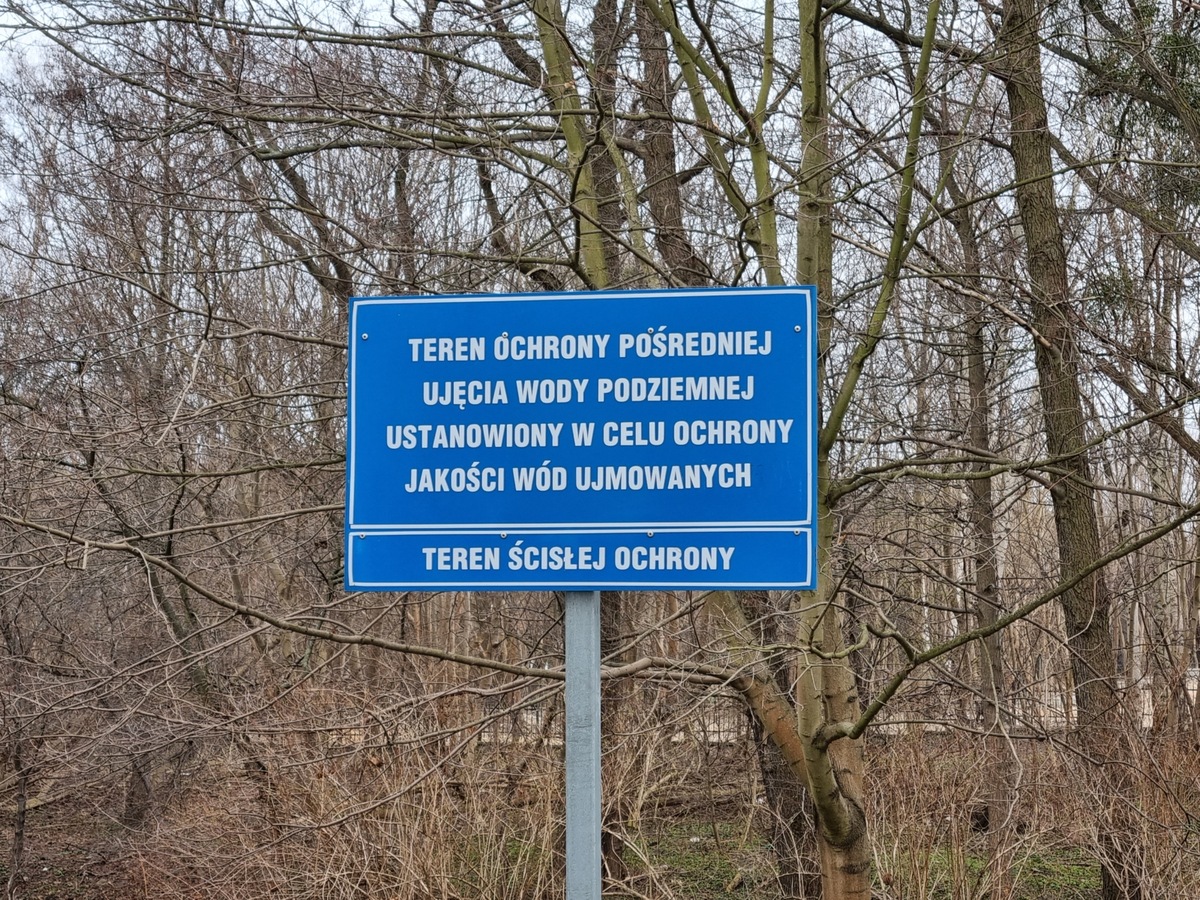 TEREN OCHRONY POŚREDNIEJ
UJĘCIA WODY PODZIEMNEJ
USTANOWIONY W CELU OCHRONY
JAKOŚCI WÓD UJMOWANYCH
TEREN ŚCISŁEJ OCHRONY